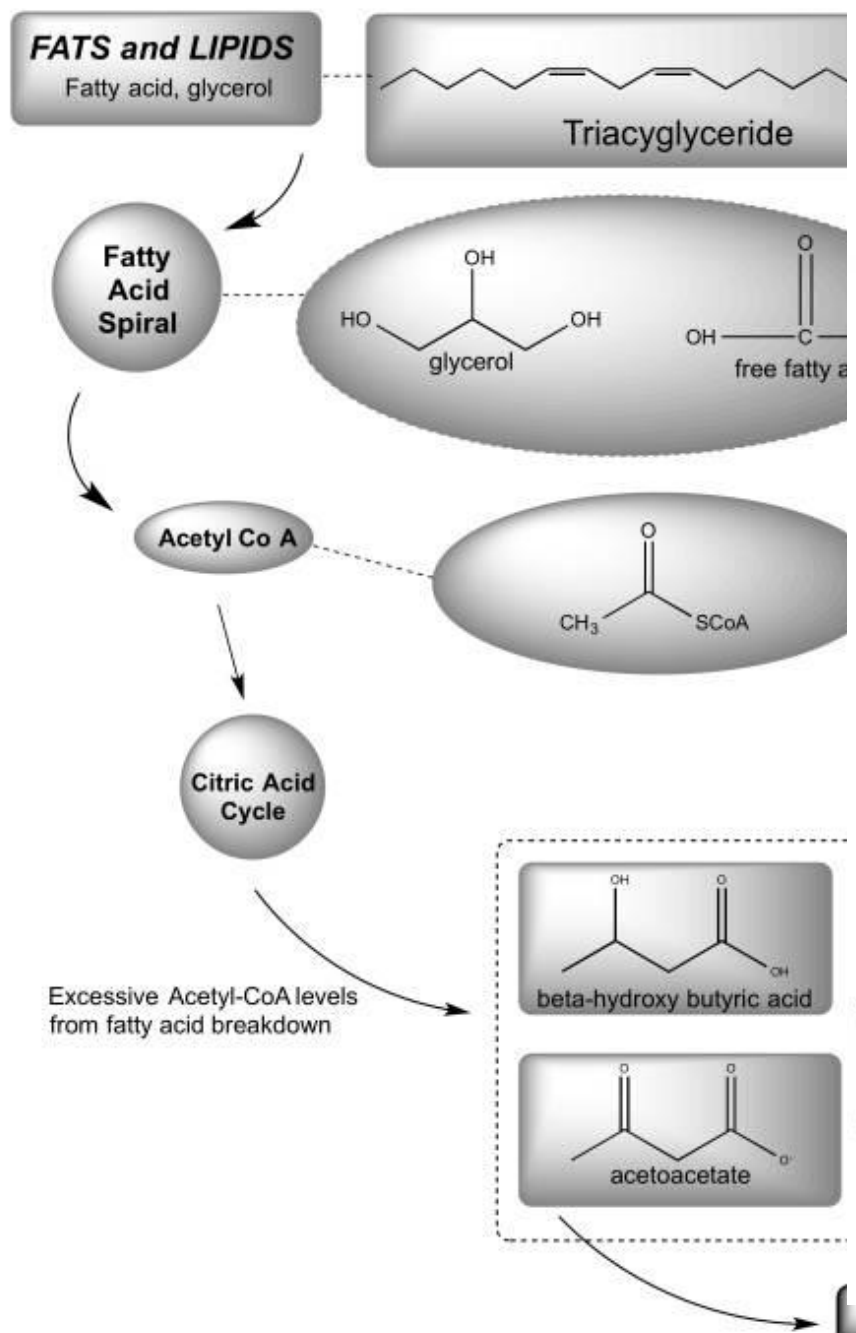 FATS and LIPIDS
Fatty acid, glycerol
Triacyglyceride
Fatty
Acid
Spiral
OH
HO
OH
glycerol
O
OH
C
free fatty a
Acetyl Co A
O
CH3
SCoA
Citric Acid
Cycle
Excessive Acetyl-CoA levels
from fatty acid breakdown
OH
O
OH
beta-hydroxy butyric acid
O
O
O-
acetoacetate